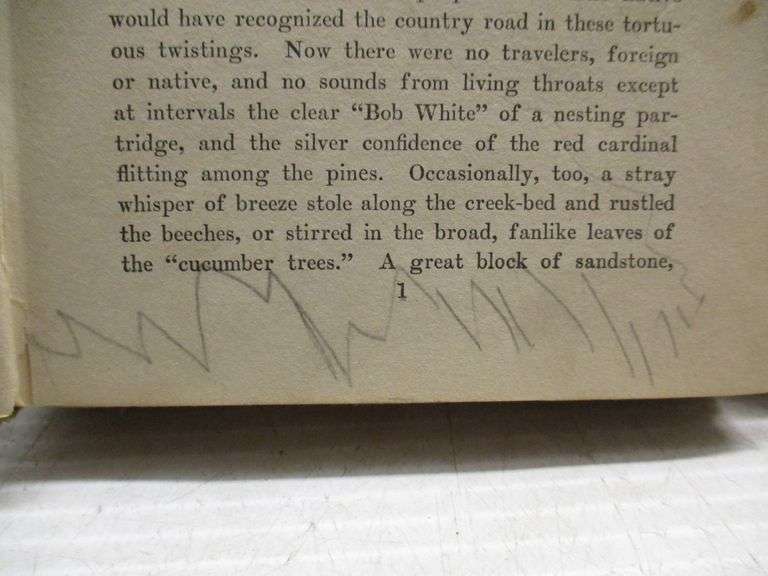 would have recognized the country road in these tortu-
ous twistings. Now there were no travelers, foreign
or native, and no sounds from living throats except
at intervals the clear “Bob White” of a nesting par-
tridge, and the silver confidence of the red cardinal
flitting among the pines. Occasionally, too, a stray
whisper of breeze stole along the creek-bed and rustled
the beeches, or stirred in the broad, fanlike leaves of
the “cucumber trees.” A great block of sandstone,
1